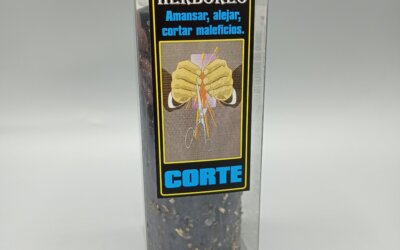 HERBOREO
Amansar, alejar,
cortar maleficios.
CORTE